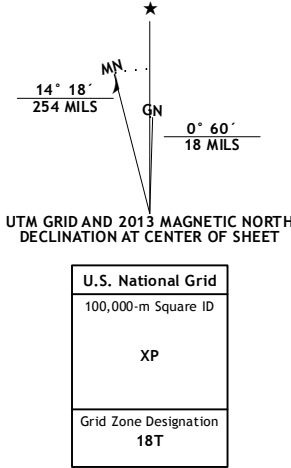 ★
MN
GN
14° 18´
254 MILS
0° 60´
18 MILS
UTM GRID AND 2013 MAGNETIC NORTH
DECLINATION AT CENTER OF SHEET
U.S. National Grid
100,000-m Square ID
XP
Grid Zone Designation
18T